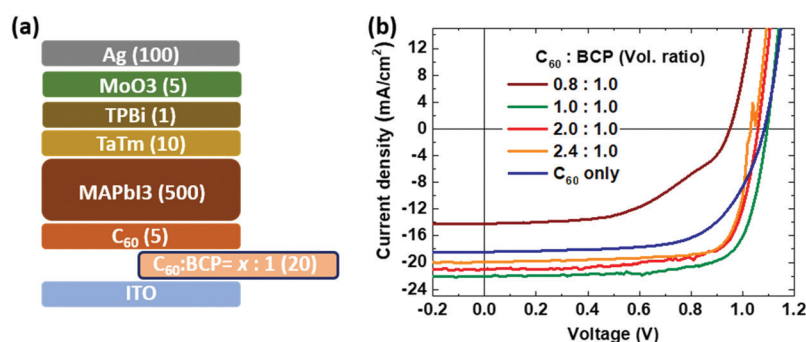 (a)
Ag (100)
MoO3 (5)
TPBi (1)
TaTm (10)
MAPbI3 (500)
C₆₀ (5)
C₆₀:BCP= x : 1 (20)
ITO
(b)
Current density (mA/cm²)
12
8
4
0
-4
-8
-12
-16
-20
-24
C₆₀ : BCP (Vol. ratio)
0.8 : 1.0
1.0 : 1.0
2.0 : 1.0
2.4 : 1.0
C₆₀ only
-0.2 0.0 0.2 0.4 0.6 0.8 1.0 1.2
Voltage (V)